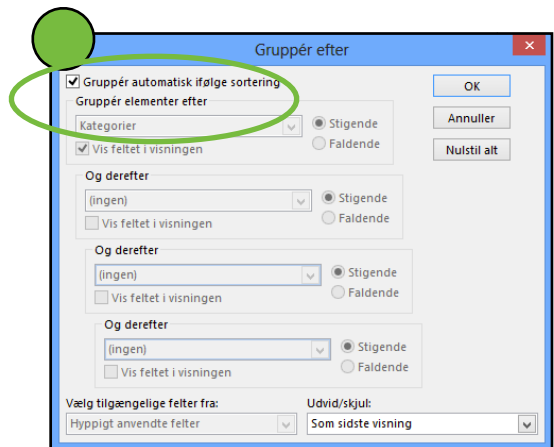 Gruppér efter
Gruppér automatisk ifølge sortering
OK
Gruppér elementer efter
Kategorier
Stigende
Annuller
Vis feltet i visningen
Faldende
Nulstil alt
Og derefter
(ingen)
Stigende
Vis feltet i visningen
Faldende
Og derefter
(ingen)
Stigende
Vis feltet i visningen
Faldende
Og derefter
(ingen)
Stigende
Vis feltet i visningen
Faldende
Vælg tilgængelige felter fra:
Udvid/skjul:
Hyppigt anvendte felter
Som sidste visning